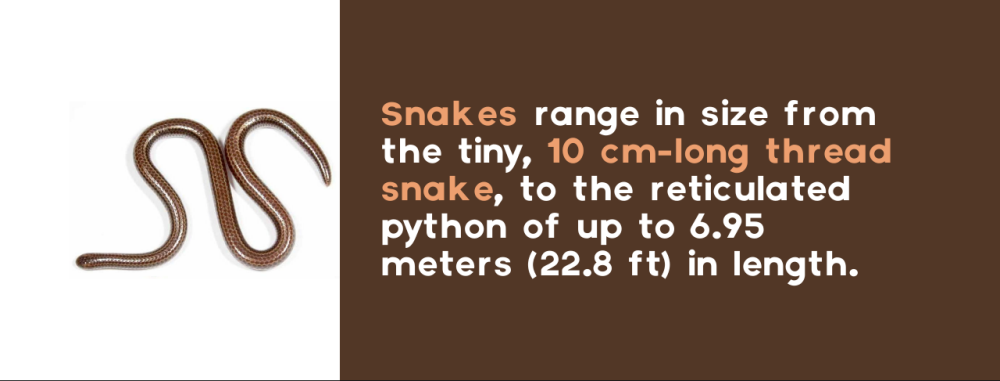 Snakes range in size from
the tiny, 10 cm-long thread
snake, to the reticulated
python of up to 6.95
meters (22.8 ft) in length.